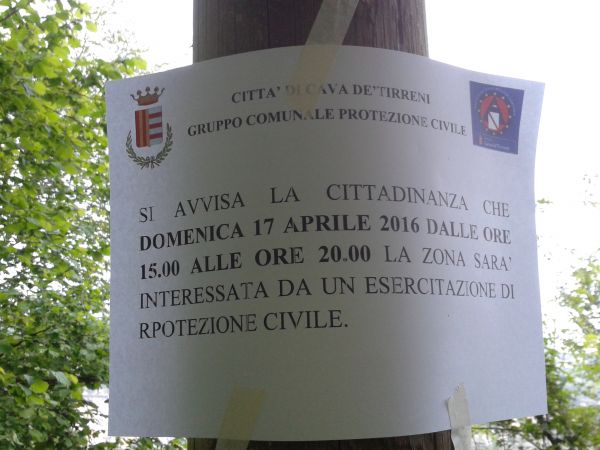 CITTA' DI CAVA DE'TIRRENI
GRUPPO COMUNALE PROTEZIONE CIVILE
SI AVVISA LA CITTADINANZA CHE
DOMENICA 17 APRILE 2016 DALLE ORE
15.00 ALLE ORE 20.00 LA ZONA SARA'
INTERESSATA DA UN ESERCITAZIONE DI
RPOTEZIONE CIVILE.